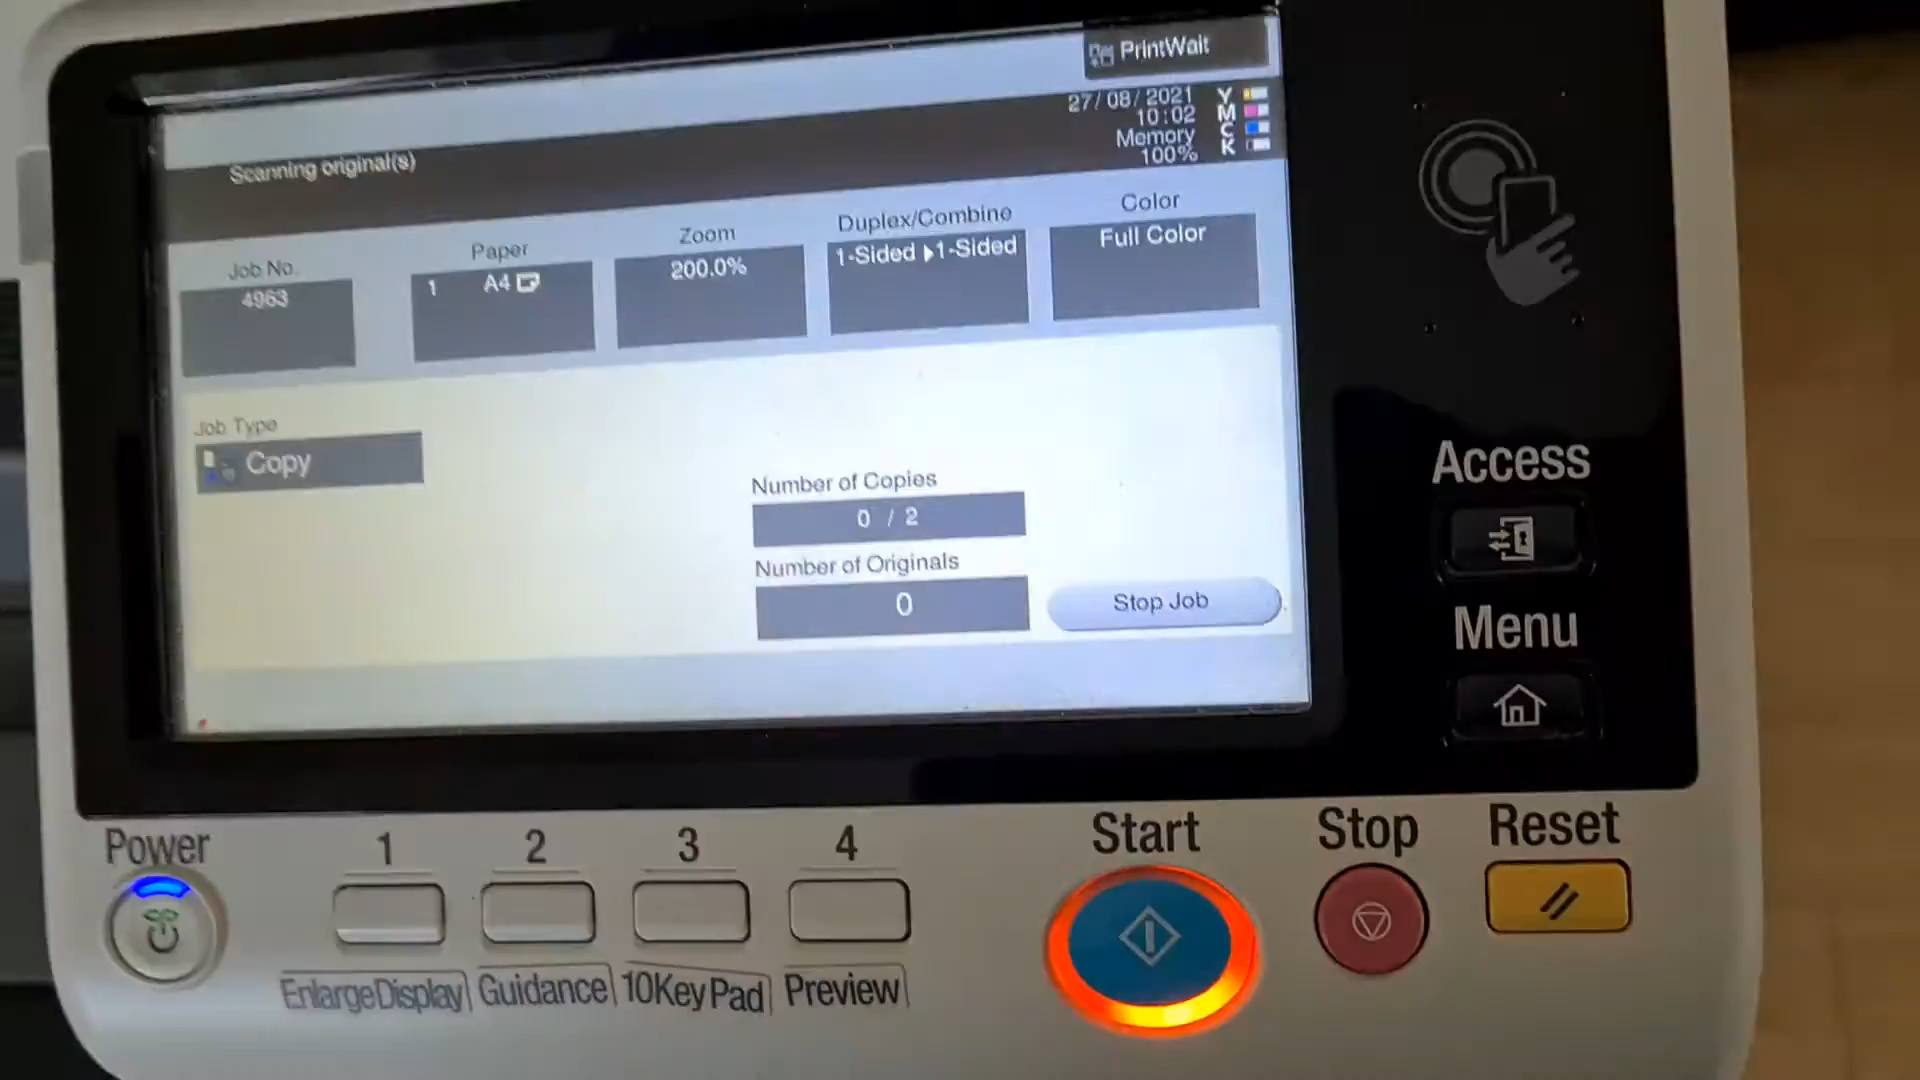 PrintWait
27/08/2021
10:02
Memory
100%
Y
M
C
K
Scanning original(s)
Job No.
4963
Paper
1 A4
Zoom
200.0%
Duplex/Combine
1-Sided ▶1-Sided
Color
Full Color
Job Type
Copy
Number of Copies
0 / 2
Number of Originals
0
Stop Job
Access
Menu
Power
1
2
3
4
Start
Stop
Reset
Enlarge Display
Guidance
10Key Pad
Preview